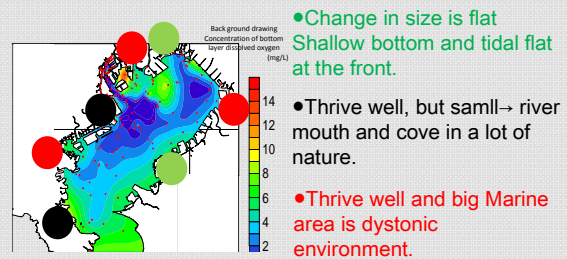 Back ground drawing
Concentration of bottom
layer dissolved oxygen
(mg/L)
14
12
10
8
6
4
2
●Change in size is flat
Shallow bottom and tidal flat
at the front.
●Thrive well, but samll→ river
mouth and cove in a lot of
nature.
●Thrive well and big Marine
area is dystonic
environment.